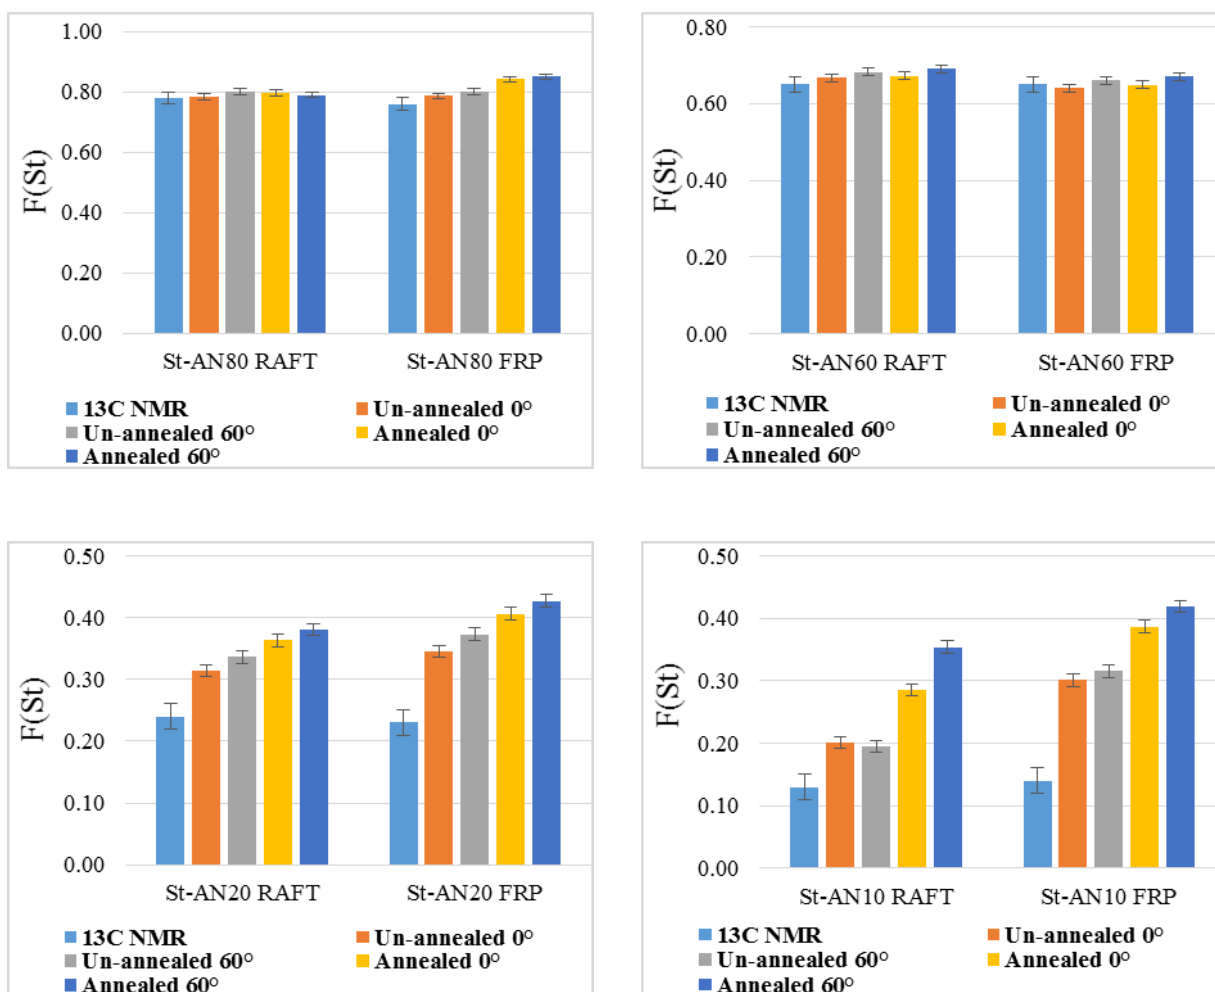 1.00
0.80
0.60
0.40
0.20
0.00
F(St)
St-AN80 RAFT
St-AN80 FRP
13C NMR
Un-annealed 0°
Un-annealed 60°
Annealed 0°
Annealed 60°
0.80
0.60
0.40
0.20
0.00
F(St)
St-AN60 RAFT
St-AN60 FRP
13C NMR
Un-annealed 0°
Un-annealed 60°
Annealed 0°
Annealed 60°
0.50
0.40
0.30
0.20
0.10
0.00
F(St)
St-AN20 RAFT
St-AN20 FRP
13C NMR
Un-annealed 0°
Un-annealed 60°
Annealed 0°
Annealed 60°
0.50
0.40
0.30
0.20
0.10
0.00
F(St)
St-AN10 RAFT
St-AN10 FRP
13C NMR
Un-annealed 0°
Un-annealed 60°
Annealed 0°
Annealed 60°